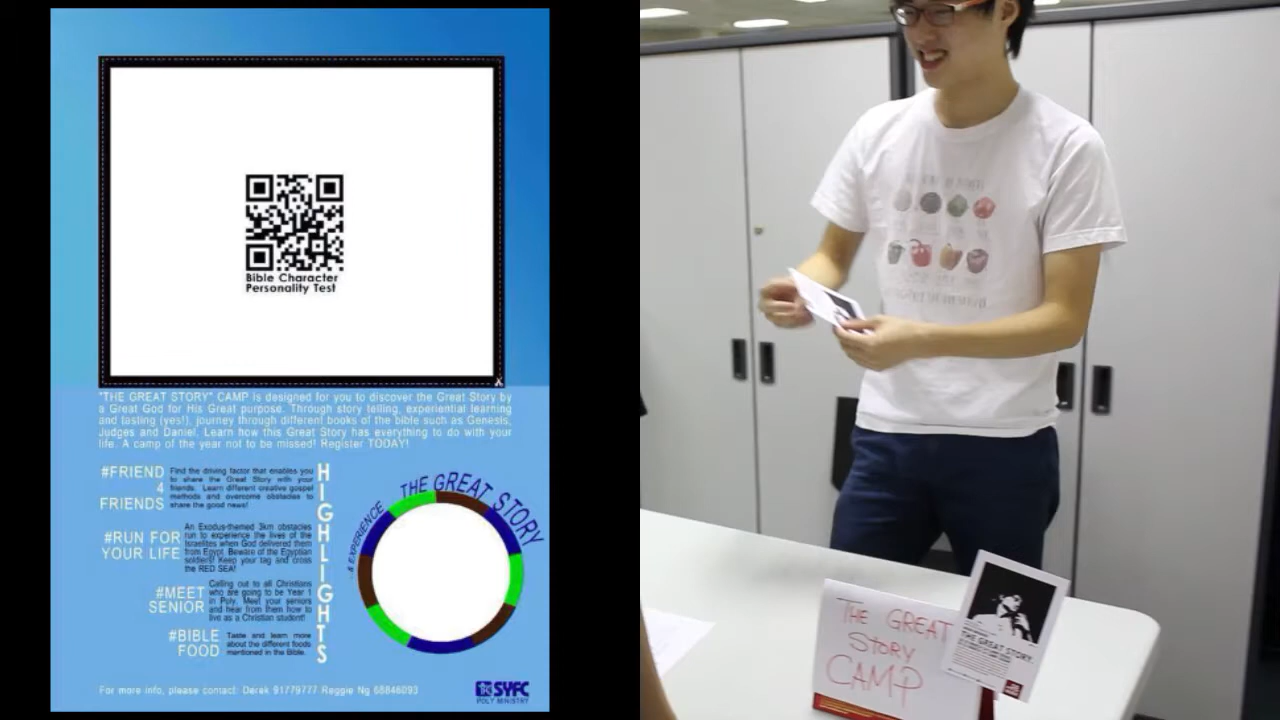 Bible Character
Personality Test
"THE GREAT STORY" CAMP is designed for you to discover the Great Story by
a Great God for His Great purpose. Through story telling, experiential learning
and tasting (yes!), journey through different books of the bible such as Genesis,
Judges and Daniel. Learn how this Great Story has everything to do with your
life. A camp of the year not to be missed! Register TODAY!
HIGHLIGHTS
#FRIEND
4
FRIENDS
Find the driving factor that enables you
to share the Great Story with your
friends. Learn different creative gospel
methods and overcome obstacles to
share the good news!
#RUN FOR
YOUR LIFE
An Exodus-themed 3km obstacles
run to experience the lives of the
Israelites when God delivered them
from Egypt. Beware of the Egyptian
soldiers! Keep your tag and cross
the RED SEA!
#MEET
SENIOR
Calling out to all Christians
who are going to be Year 1
in Poly. Meet your seniors
and hear from them how to
live as a Christian student!
#BIBLE
FOOD
Taste and learn more
about the different foods
mentioned in the Bible.
...& EXPERIENCE THE GREAT STORY
For more info, please contact: Derek 91779777 Reggie Ng 68846093
SYFC
POLY MINISTRY
THE GREAT
STORY
CAMP
THE GREAT STORY.